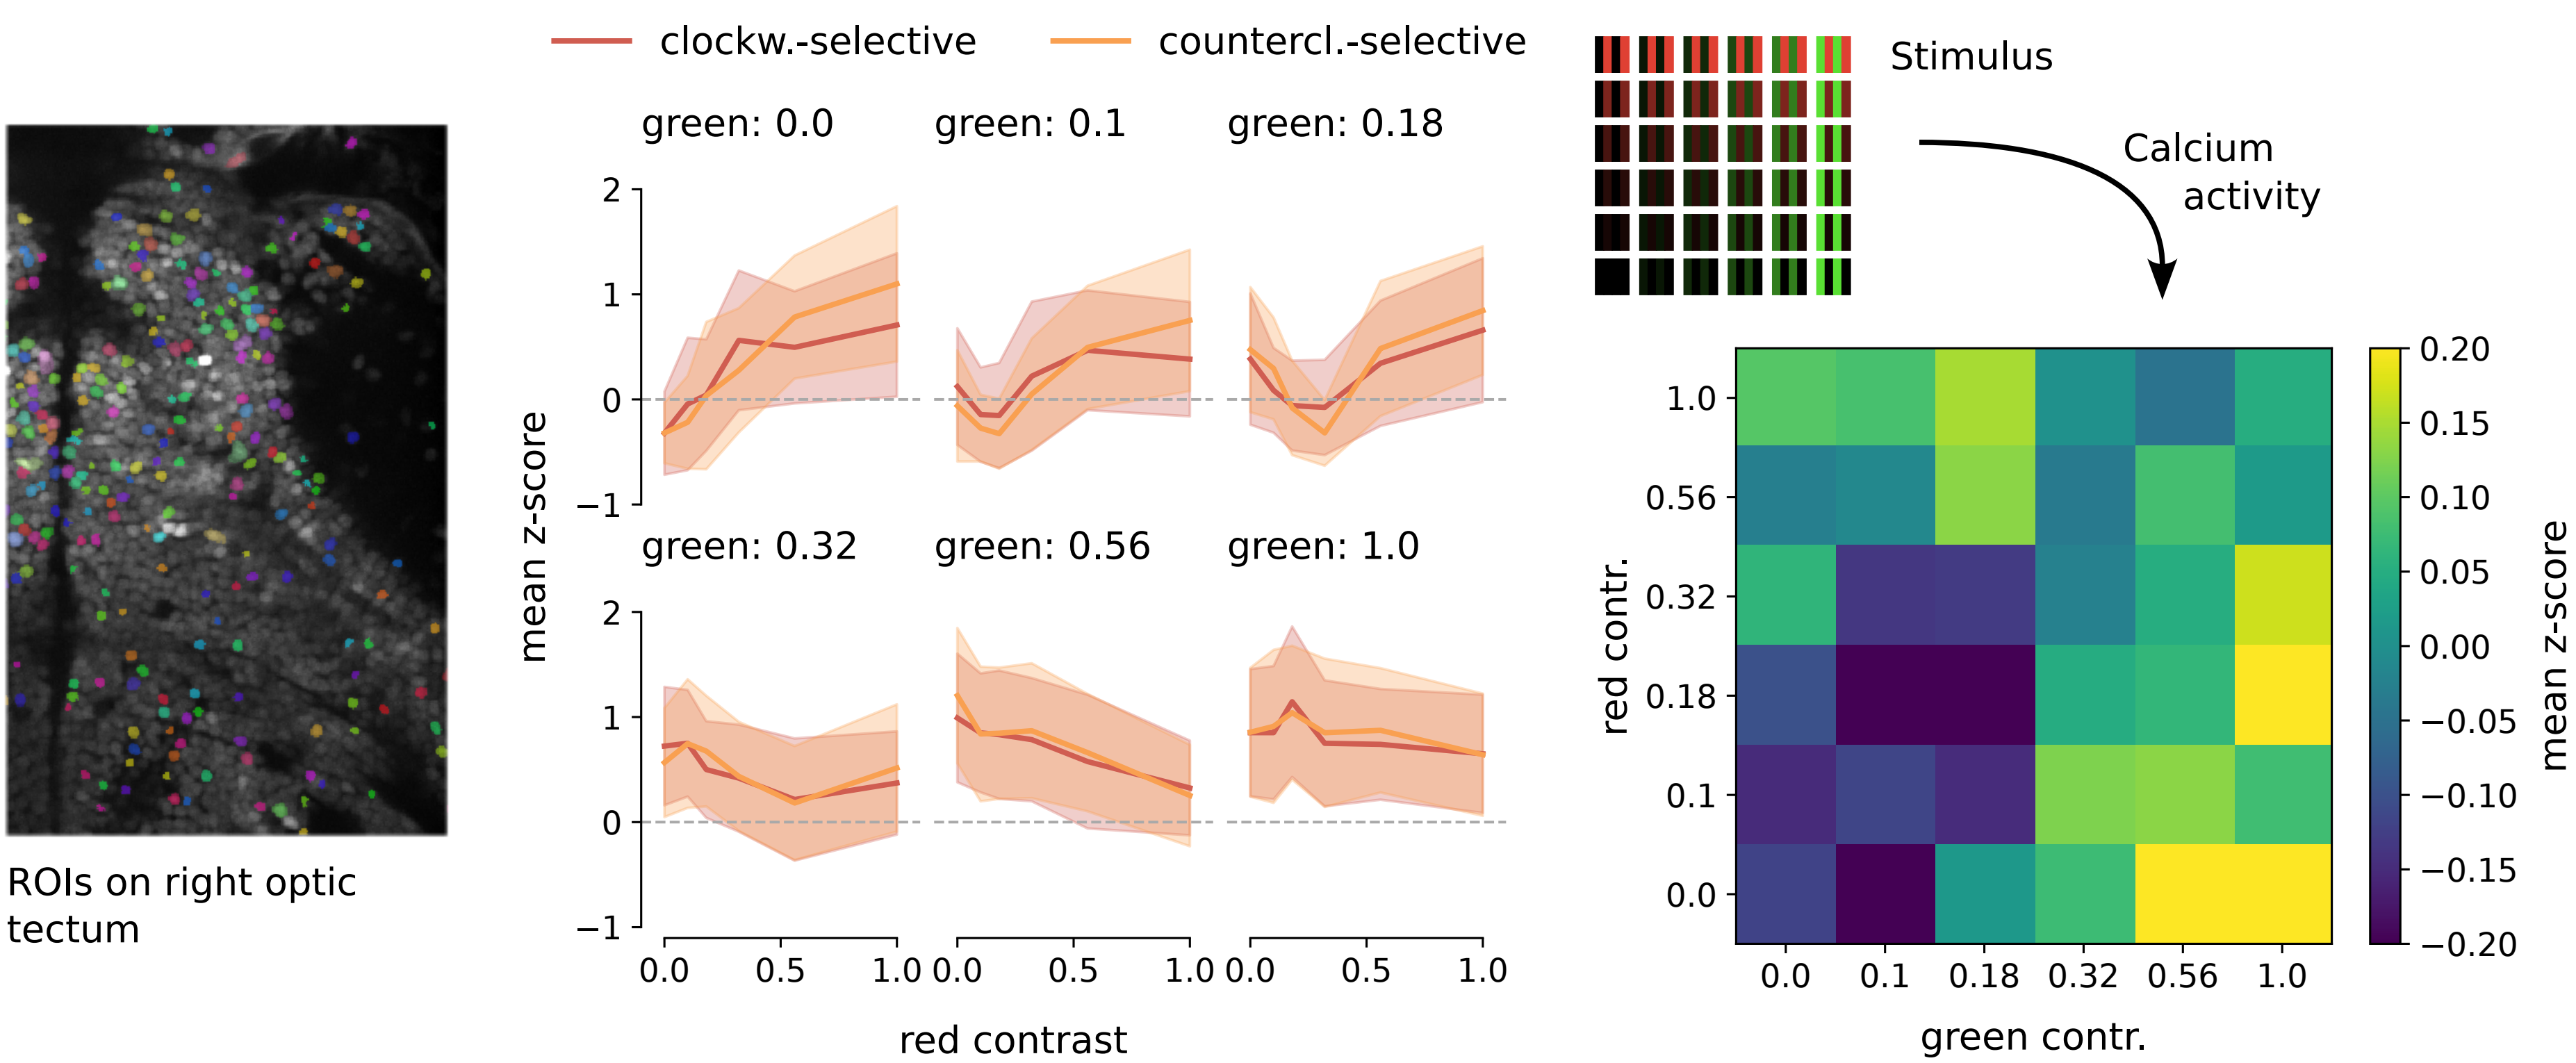 clockw.-selective
countercl.-selective
Stimulus
Calcium
activity
green: 0.0
green: 0.1
green: 0.18
2
1
0
−1
green: 0.32
green: 0.56
green: 1.0
2
1
0
−1
mean z-score
0.0
0.5
1.0
0.0
0.5
1.0
0.0
0.5
1.0
red contrast
ROIs on right optic
tectum
1.0
0.56
0.32
0.18
0.1
0.0
red contr.
0.0
0.1
0.18
0.32
0.56
1.0
green contr.
0.20
0.15
0.10
0.05
0.00
−0.05
−0.10
−0.15
−0.20
mean z-score